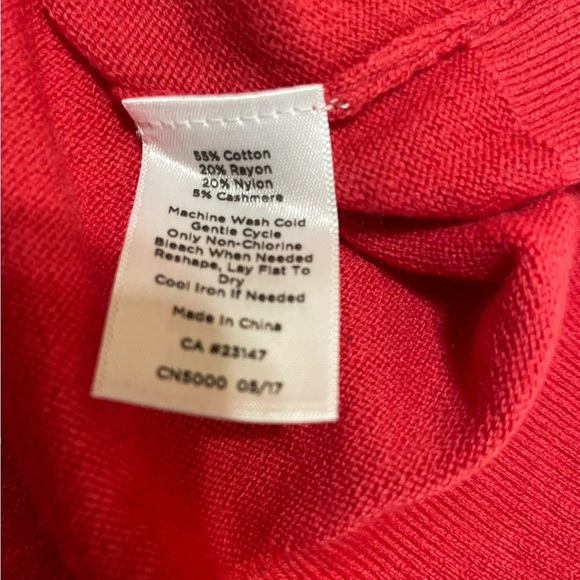 55% Cotton
20% Rayon
20% Nylon
5% Cashmere
Machine Wash Cold
Gentle Cycle
Only Non-Chlorine
Bleach When Needed
Reshape, Lay Flat To
Dry
Cool Iron If Needed
Made In China
CA #23147
CN5000 05/17